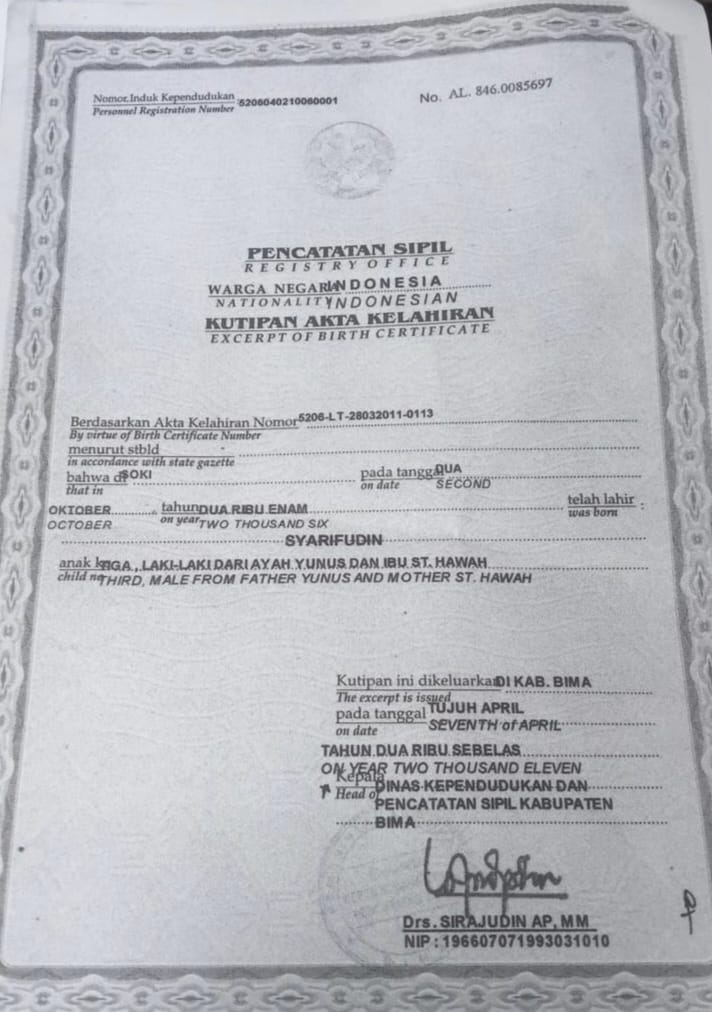 Nomor Induk Kependudukan 5206040210060001
Personnel Registration Number
No. AL. 846.0085697
PENCATATAN SIPIL
REGISTRY OFFICE
WARGA NEGARA INDONESIA
NATIONALITY INDONESIAN
KUTIPAN AKTA KELAHIRAN
EXCERPT OF BIRTH CERTIFICATE
Berdasarkan Akta Kelahiran Nomor 5206-LT-28032011-0113
By virtue of Birth Certificate Number
menurut stbld -
in accordance with state gazette
bahwa di SOKI pada tanggal DUA
that in on date SECOND
OKTOBER tahun DUA RIBU ENAM telah lahir :
OCTOBER on year TWO THOUSAND SIX was born
SYARIFUDIN
anak ke TIGA, LAKI-LAKI DARI AYAH YUNUS DAN IBU ST. HAWAH
child no THIRD, MALE FROM FATHER YUNUS AND MOTHER ST. HAWAH
Kutipan ini dikeluarkan DI KAB. BIMA
The excerpt is issued
pada tanggal TUJUH APRIL
on date SEVENTH of APRIL
TAHUN DUA RIBU SEBELAS
ON YEAR TWO THOUSAND ELEVEN
Kepala DINAS KEPENDUDUKAN DAN
Head of PENCATATAN SIPIL KABUPATEN
BIMA
Drs. SIRAJUDIN AP, MM
NIP : 196607071993031010